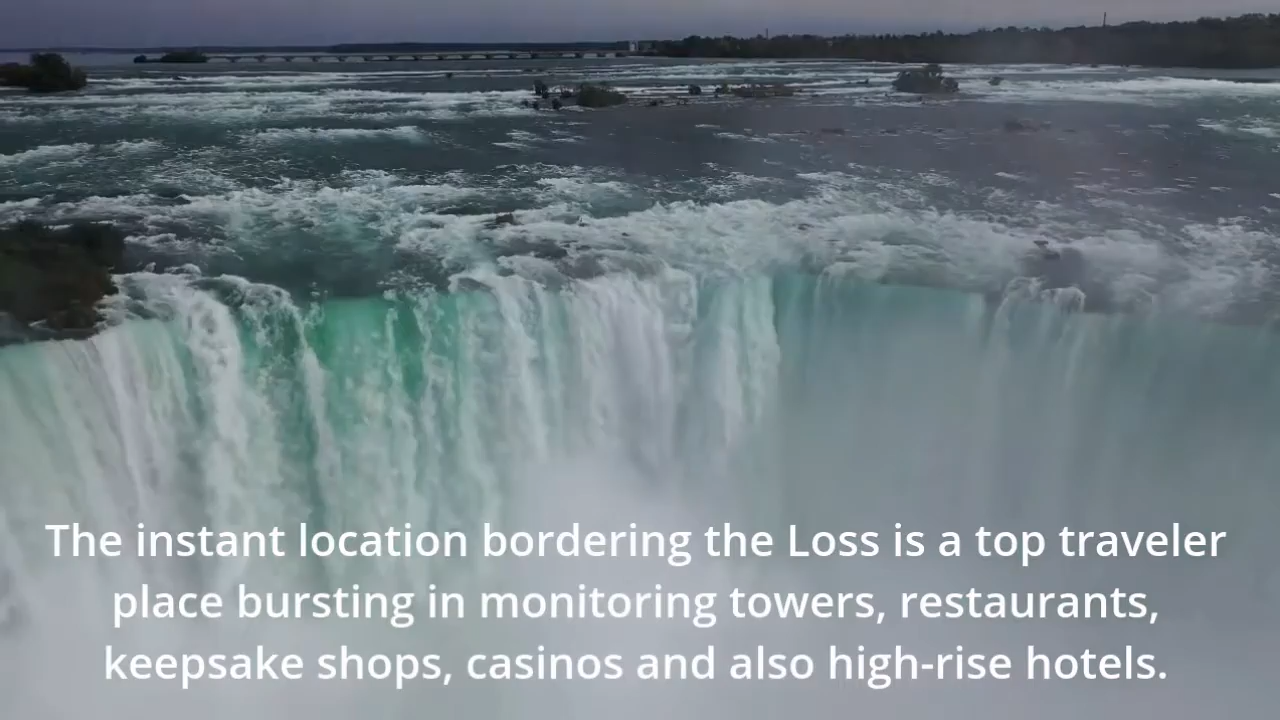 The instant location bordering the Loss is a top traveler
place bursting in monitoring towers, restaurants,
keepsake shops, casinos and also high-rise hotels.